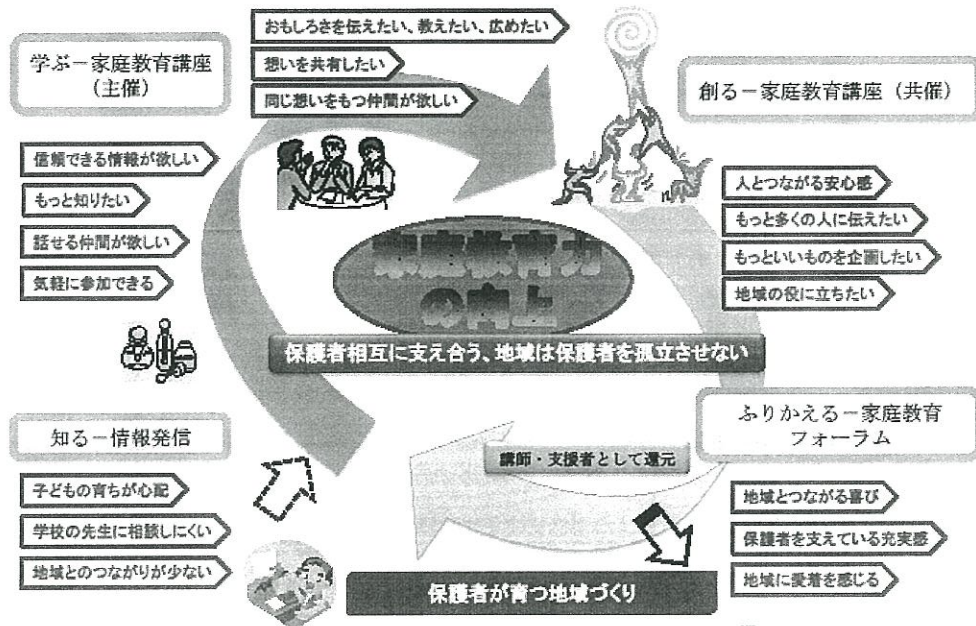 おもしろさを伝えたい、教えたい、広めたい
想いを共有したい
同じ想いをもつ仲間が欲しい
学ぶ－家庭教育講座
（主催）
創る－家庭教育講座（共催）
信頼できる情報が欲しい
もっと知りたい
話せる仲間が欲しい
気軽に参加できる
人とつながる安心感
もっと多くの人に伝えたい
もっといいものを企画したい
地域の役に立ちたい
家庭教育力
の向上
保護者相互に支え合う、地域は保護者を孤立させない
知る－情報発信
ふりかえる－家庭教育
フォーラム
講師・支援者として還元
子どもの育ちが心配
学校の先生に相談しにくい
地域とのつながりが少ない
地域とつながる喜び
保護者を支えている充実感
地域に愛着を感じる
保護者が育つ地域づくり